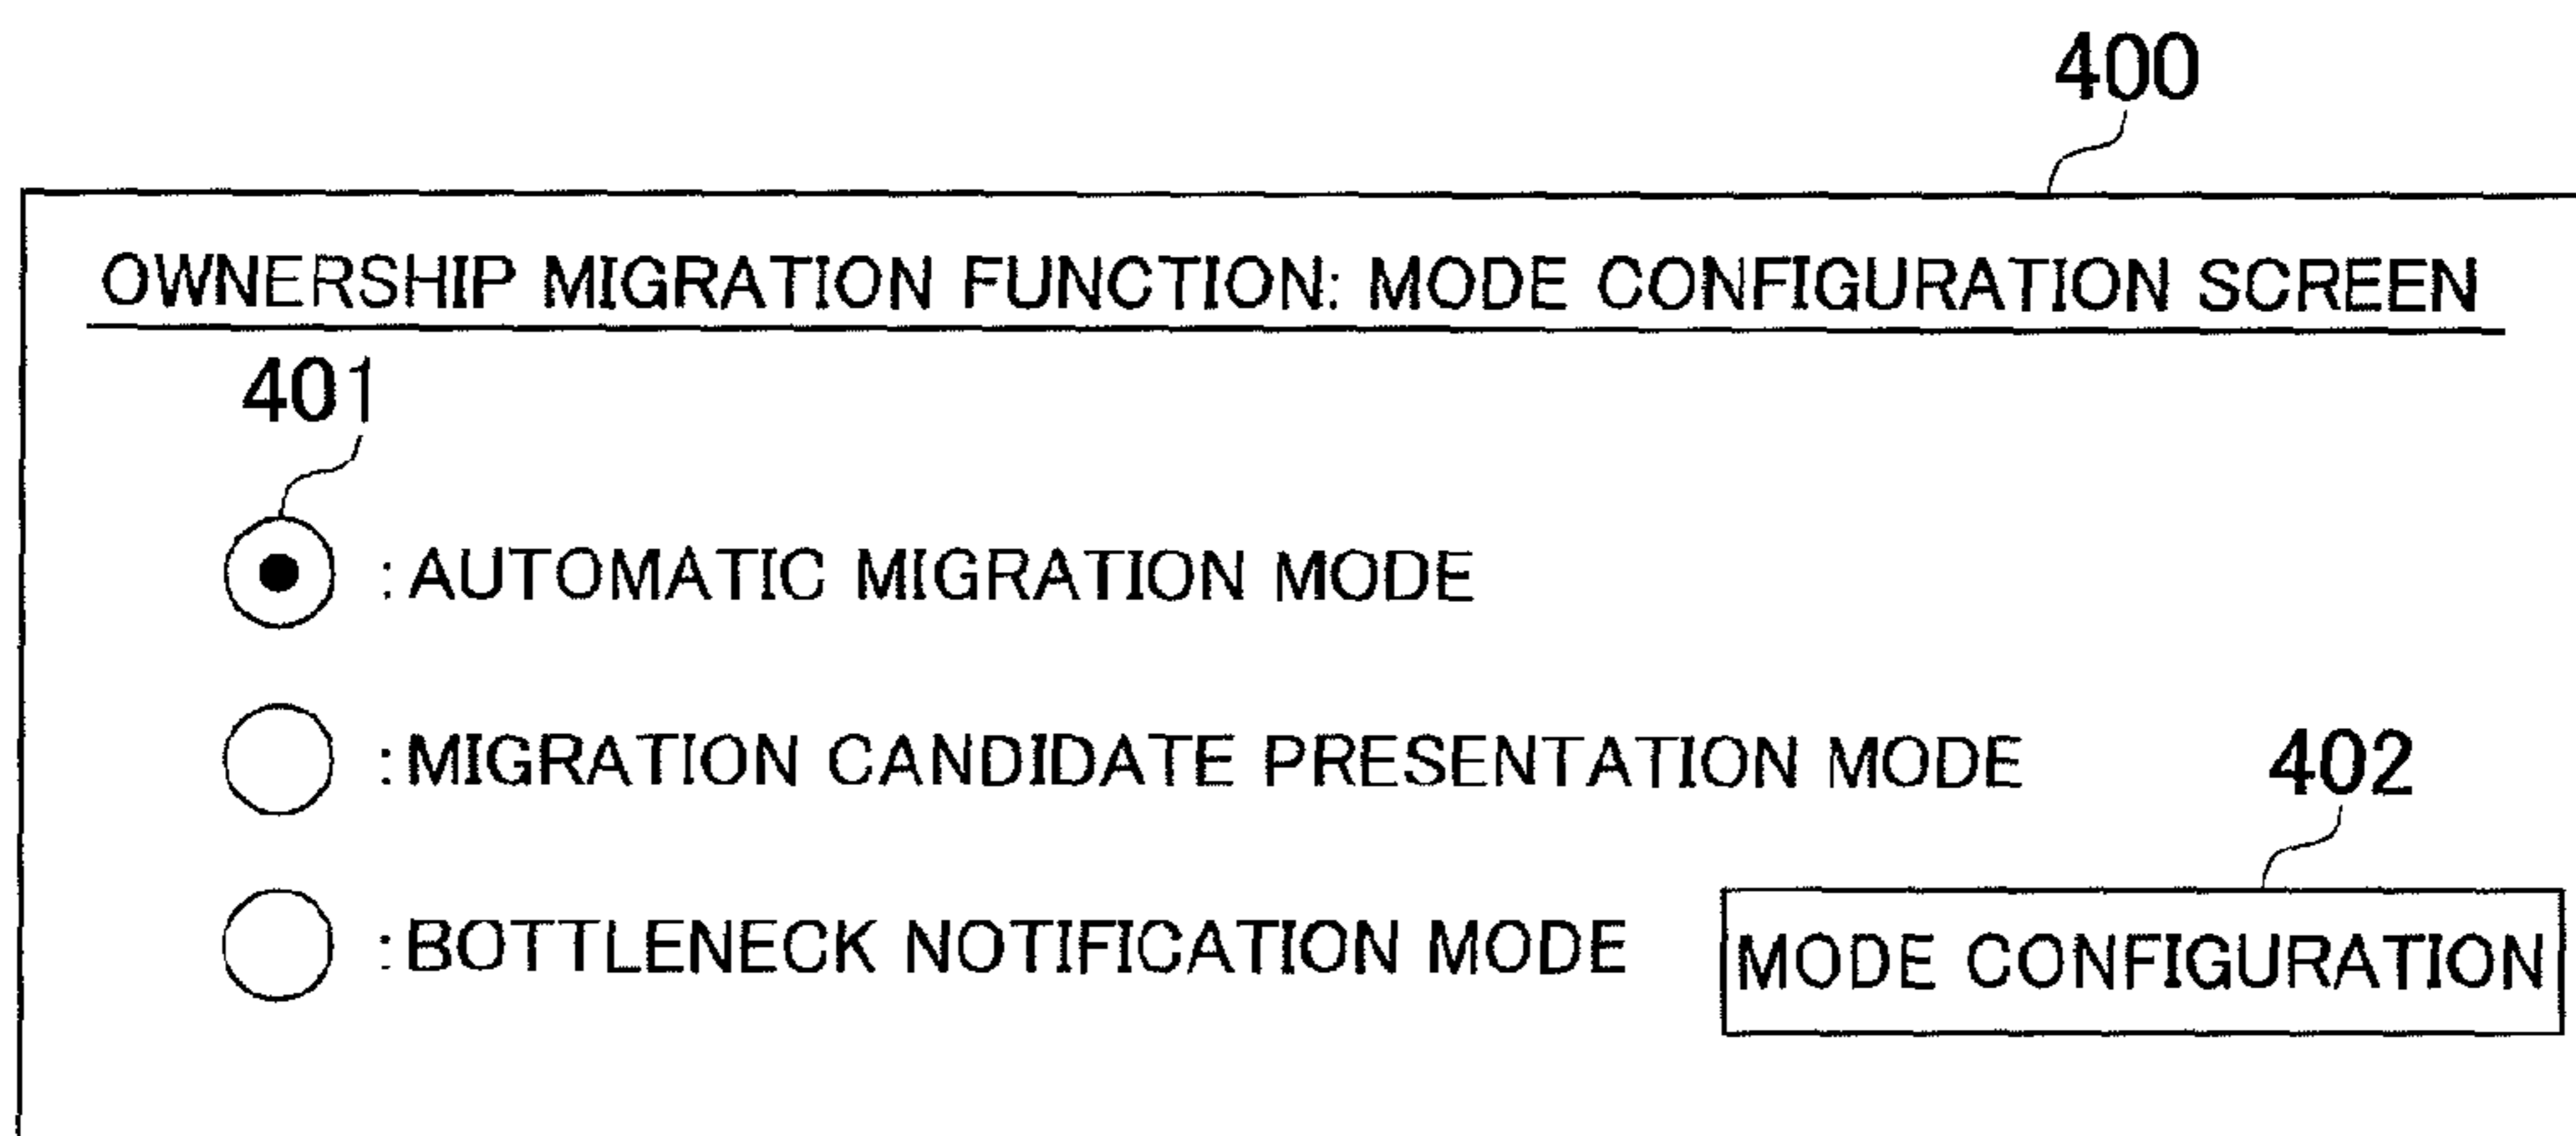 400
OWNERSHIP MIGRATION FUNCTION: MODE CONFIGURATION SCREEN
401
:AUTOMATIC MIGRATION MODE
:MIGRATION CANDIDATE PRESENTATION MODE
402
:BOTTLENECK NOTIFICATION MODE
MODE CONFIGURATION